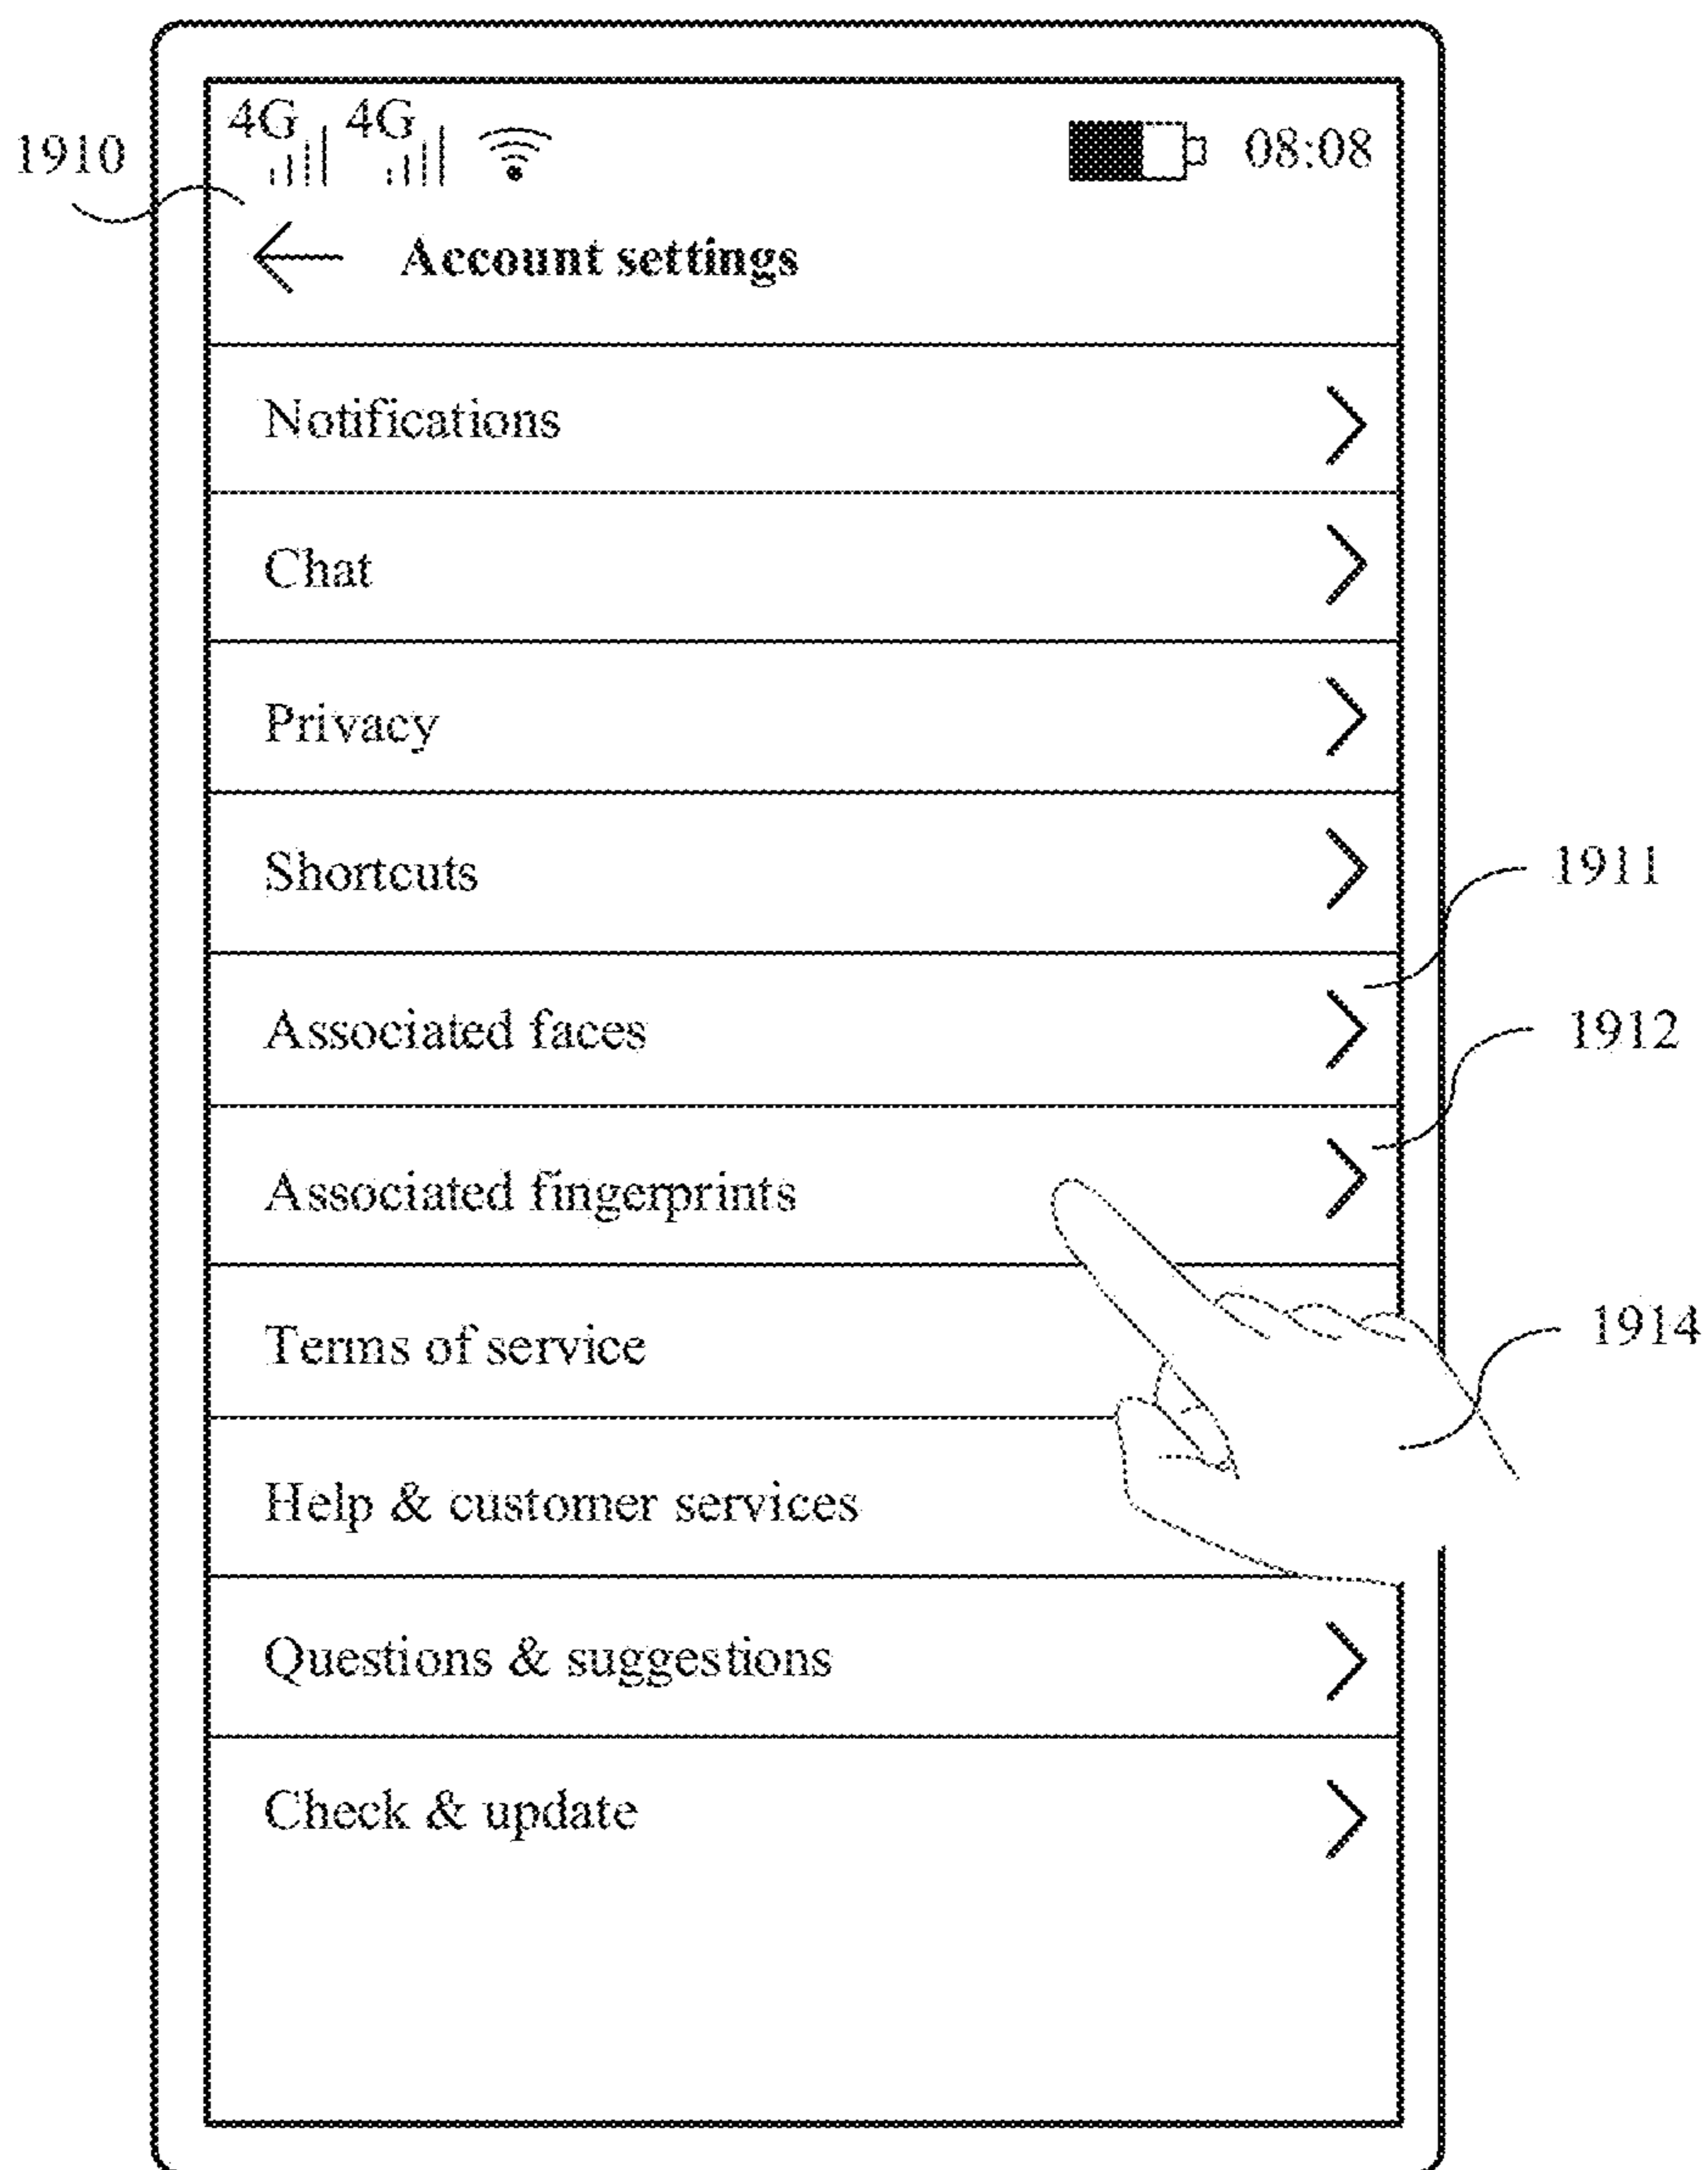 4G 4G 08:08
1910
Account settings
Notifications
Chat
Privacy
Shortcuts
1911
Associated faces
1912
Associated fingerprints
1914
Terms of service
Help & customer services
Questions & suggestions
Check & update